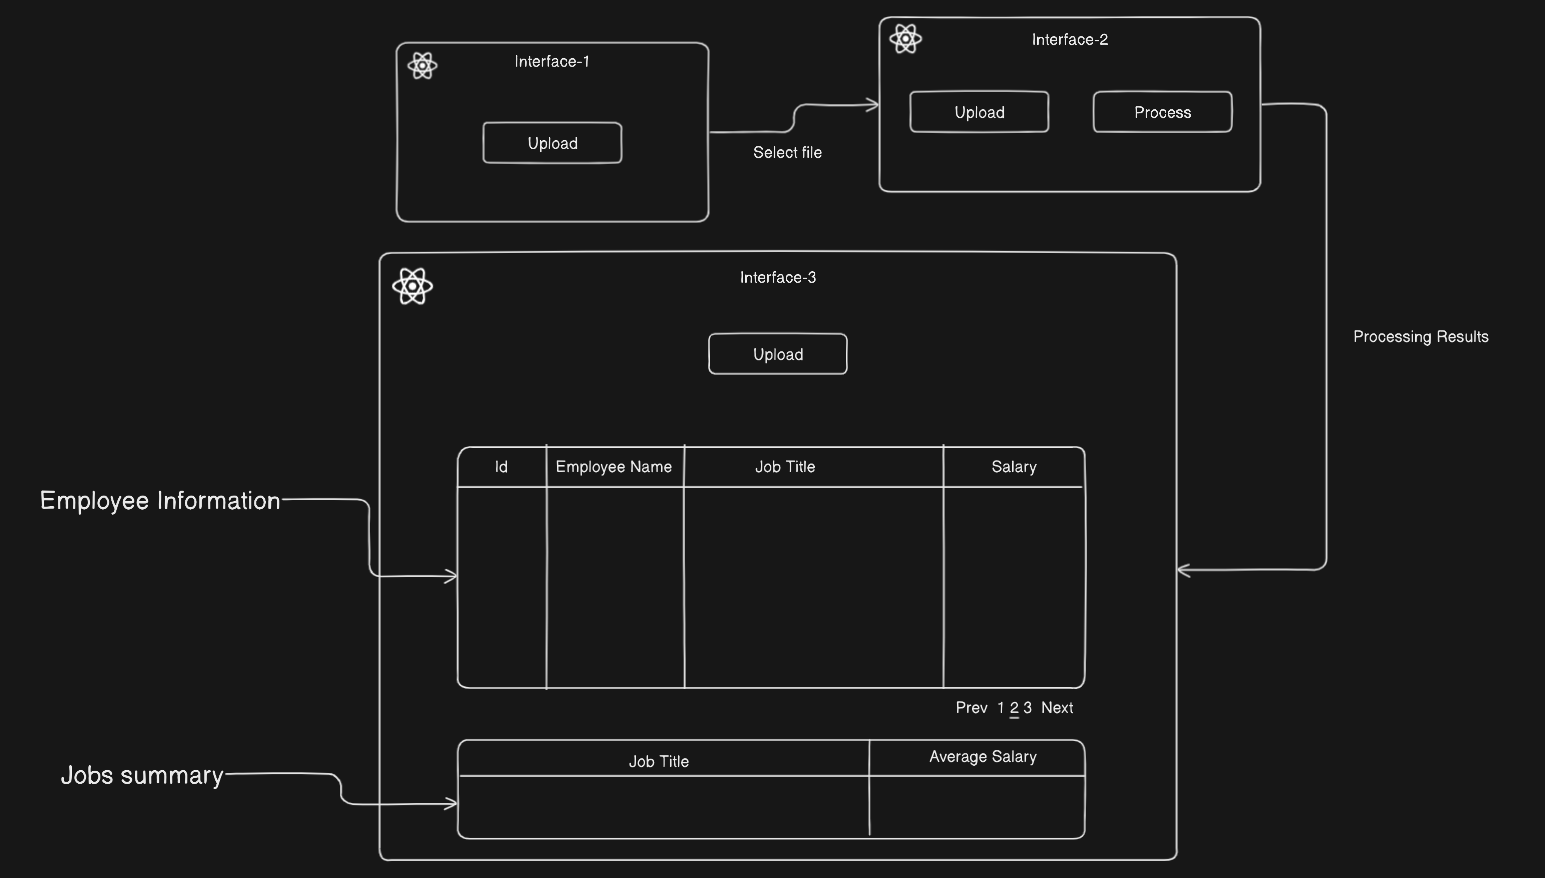 Interface-1
Upload
Select file
Interface-2
Upload
Process
Processing Results
Interface-3
Upload
Employee Information
Id
Employee Name
Job Title
Salary
Prev 1 2 3 Next
Jobs summary
Job Title
Average Salary